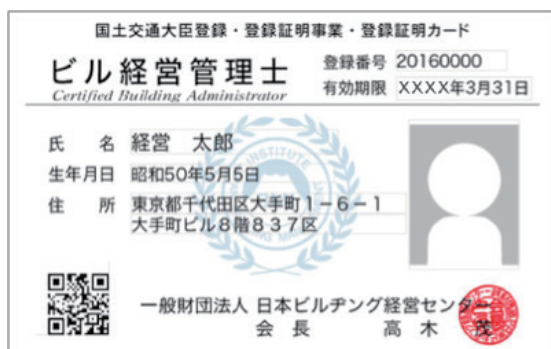 国土交通大臣登録・登録証明事業・登録証明カード
ビル経営管理士
Certified Building Administrator
登録番号 20160000
有効期限 XXXX年3月31日
氏 名 経営 太郎
生年月日 昭和50年5月5日
住 所 東京都千代田区大手町1-6-1
大手町ビル8階837区
一般財団法人 日本ビルヂング経営センター
会 長 高 木 茂